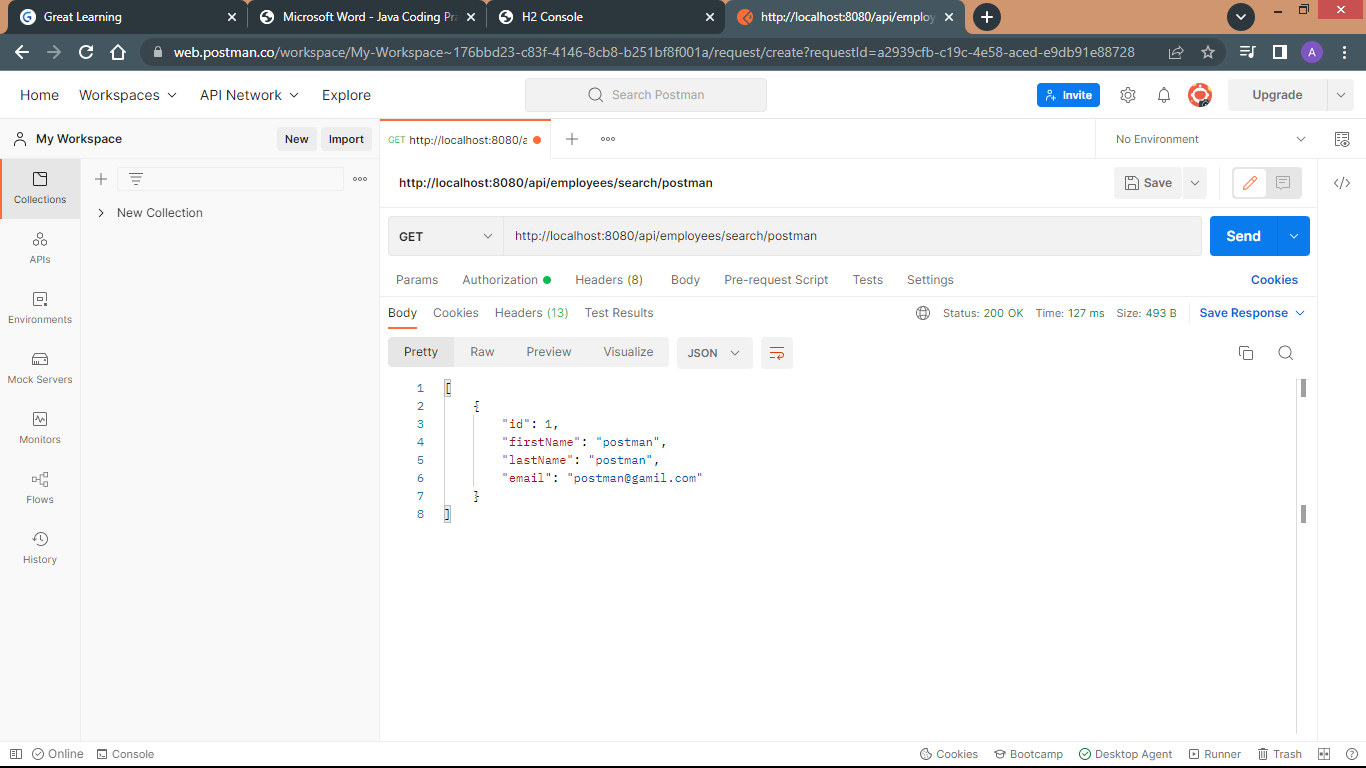 Great Learning
Microsoft Word - Java Coding Pra
H2 Console
http://localhost:8080/api/employ
web.postman.co/workspace/My-Workspace~176bbd23-c83f-4146-8cb8-b251bf8f001a/request/create?requestId=a2939cfb-c19c-4e58-aced-e9db91e88728
A
Home Workspaces API Network Explore
Search Postman
Invite
Upgrade
My Workspace
New Import
GET http://localhost:8080/a
No Environment
Collections
New Collection
APIs
Environments
Mock Servers
Monitors
Flows
History
http://localhost:8080/api/employees/search/postman
Save
GET http://localhost:8080/api/employees/search/postman
Send
Params Authorization Headers (8) Body Pre-request Script Tests Settings
Cookies
Body Cookies Headers (13) Test Results
Status: 200 OK Time: 127 ms Size: 493 B Save Response
Pretty Raw Preview Visualize JSON
1 [
2 {
3 "id": 1,
4 "firstName": "postman",
5 "lastName": "postman",
6 "email": "postman@gamil.com"
7 }
8 ]
Online Console
Cookies Bootcamp Desktop Agent Runner Trash